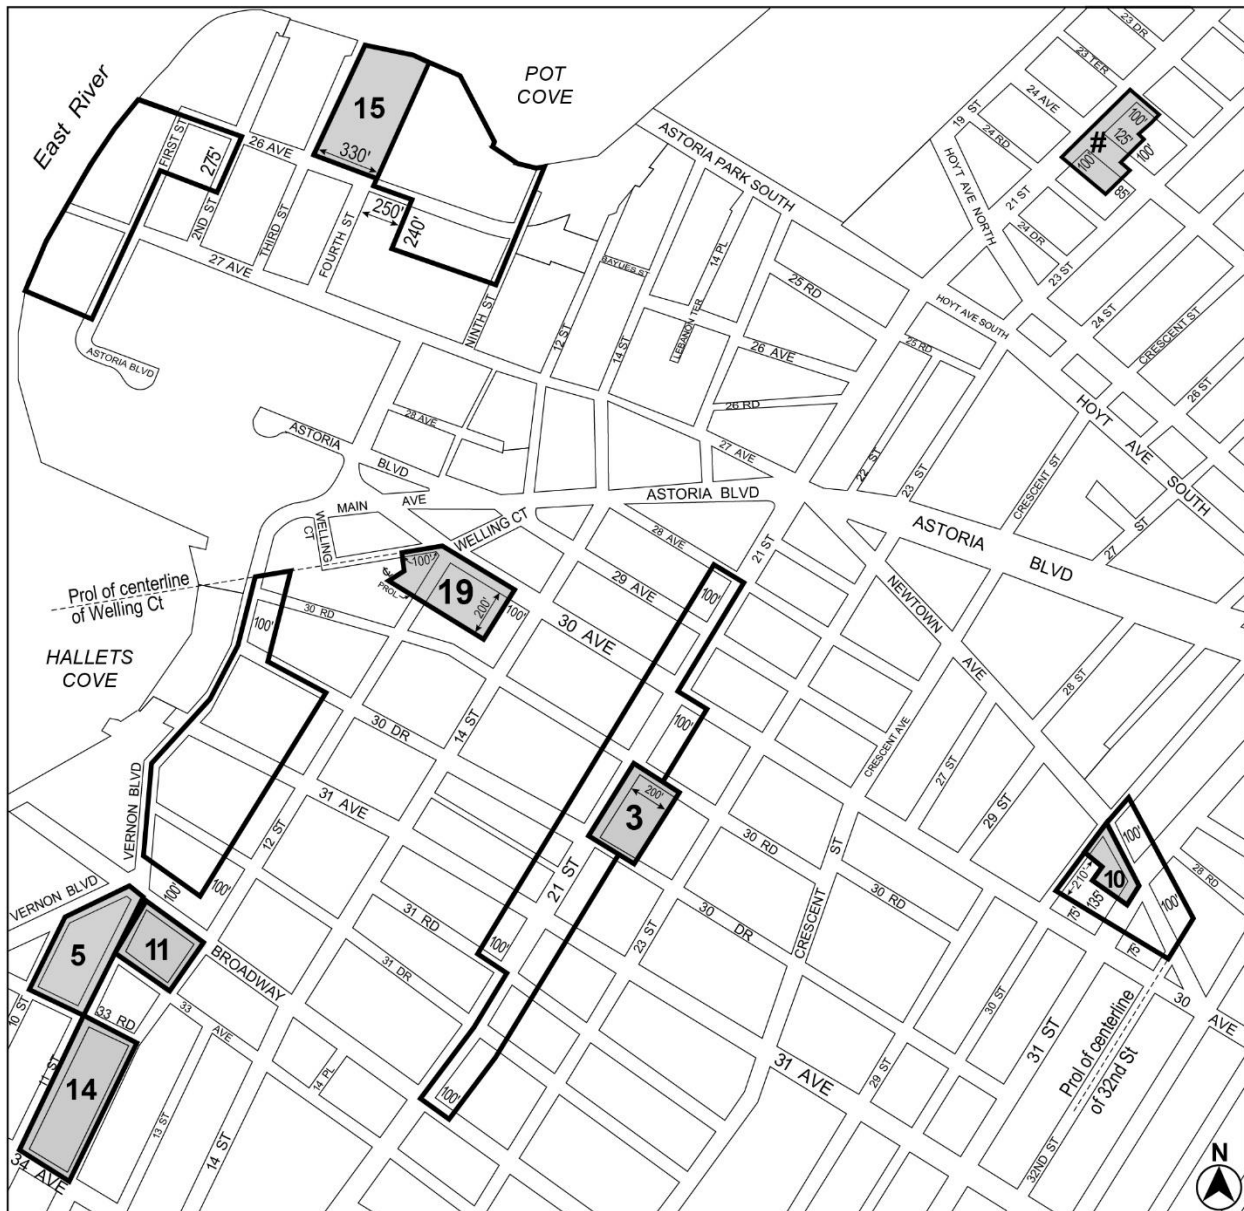 East River
POT
COVE
15
330'
FIRST ST
26 AVE
275'
2ND ST
THIRD ST
FOURTH ST
250'
240'
27 AVE
NINTH ST
12 ST
14 ST
BAYLIES ST
LEBANON TER
14 PL
ASTORIA PARK SOUTH
23 DR
23 TER
24 AVE
19 ST
24 RD
HOYT AVE NORTH
21 ST
24 DR
#
100'
125'
100'
100'
85'
23 ST
24 ST
CRESCENT ST
26 ST
25 RD
HOYT AVE SOUTH
25 RD
26 AVE
26 RD
27 AVE
22 ST
23 ST
CRESCENT ST
HOYT AVE SOUTH
27 ST
ASTORIA BLVD
28 AVE
ASTORIA
BLVD
MAIN AVE
WELLING CT
WELLING CT
ASTORIA BLVD
ASTORIA
BLVD
28 AVE
21 ST
29 AVE
30 AVE
NEWTOWN
AVE
28 ST
Prol of centerline
of Welling Ct
HALLETS
COVE
100'
30 RD
PROL
100'
19
200'
100'
100'
100'
30 DR
14 ST
31 AVE
12 ST
VERNON BLVD
VERNON BLVD
100'
100'
200'
3
30 RD
CRESCENT AVE
27 ST
29 ST
30 RD
30 DR
CRESCENT ST
21 ST
23 ST
31 RD
31 DR
100'
100'
10
210'
135'
75'
75'
100'
100'
28 RD
30 AVE
30 ST
31 ST
Prol of centerline
of 32nd St
32ND ST
29 ST
31 AVE
5
11
BROADWAY
10 ST
33 RD
33 AVE
11 ST
14
13 ST
14 ST
14 PL
34 AVE
N